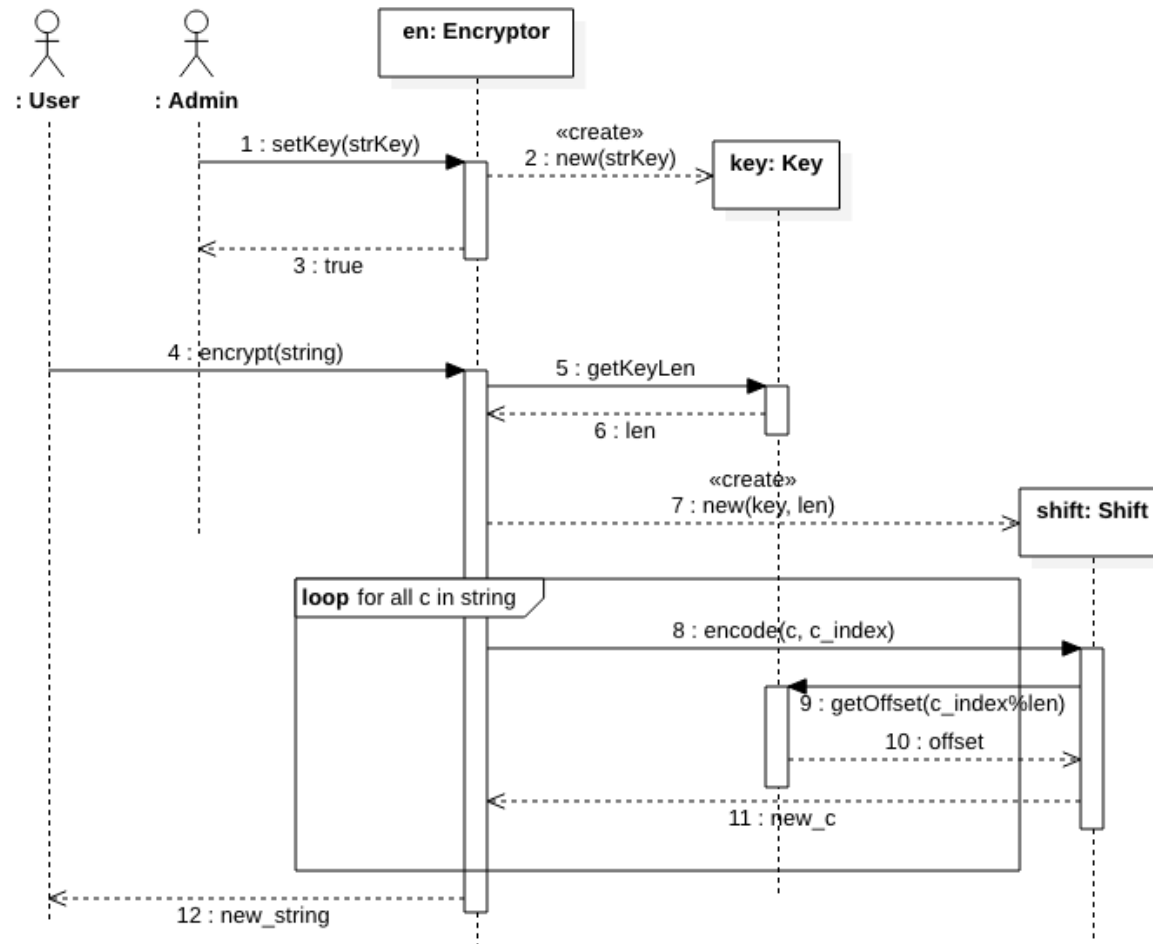 en: Encryptor
: User
: Admin
1 : setKey(strKey)
«create»
2 : new(strKey)
key: Key
3 : true
4 : encrypt(string)
5 : getKeyLen
6 : len
«create»
7 : new(key, len)
shift: Shift
loop for all c in string
8 : encode(c, c_index)
9 : getOffset(c_index%len)
10 : offset
11 : new_c
12 : new_string